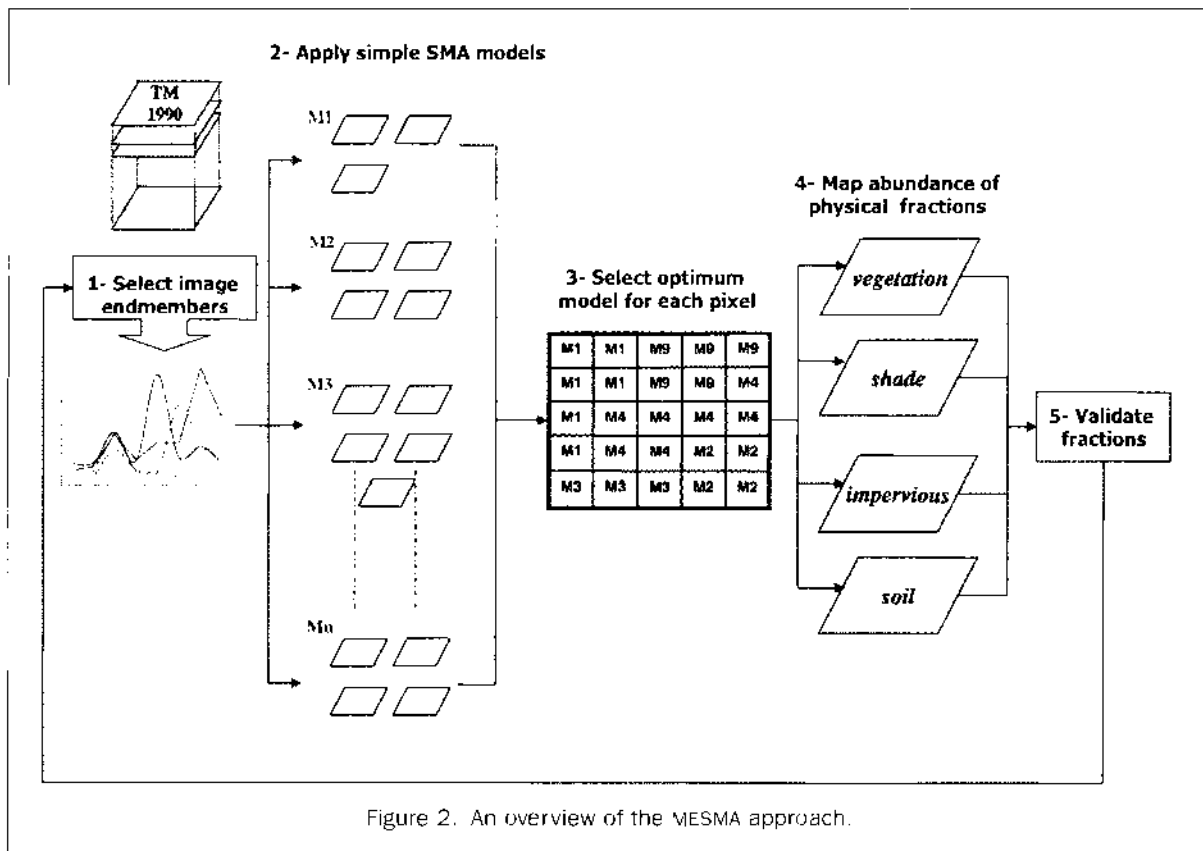 2- Apply simple SMA models
TM
1990
M1
M2
M3
Mn
1- Select image
endmembers
3- Select optimum
model for each pixel
M1 M1 M9 M9 M9
M1 M1 M9 M9 M4
M1 M4 M4 M4 M4
M1 M4 M4 M2 M2
M3 M3 M3 M2 M2
4- Map abundance of
physical fractions
vegetation
shade
impervious
soil
5- Validate
fractions
Figure 2. An overview of the MESMA approach.